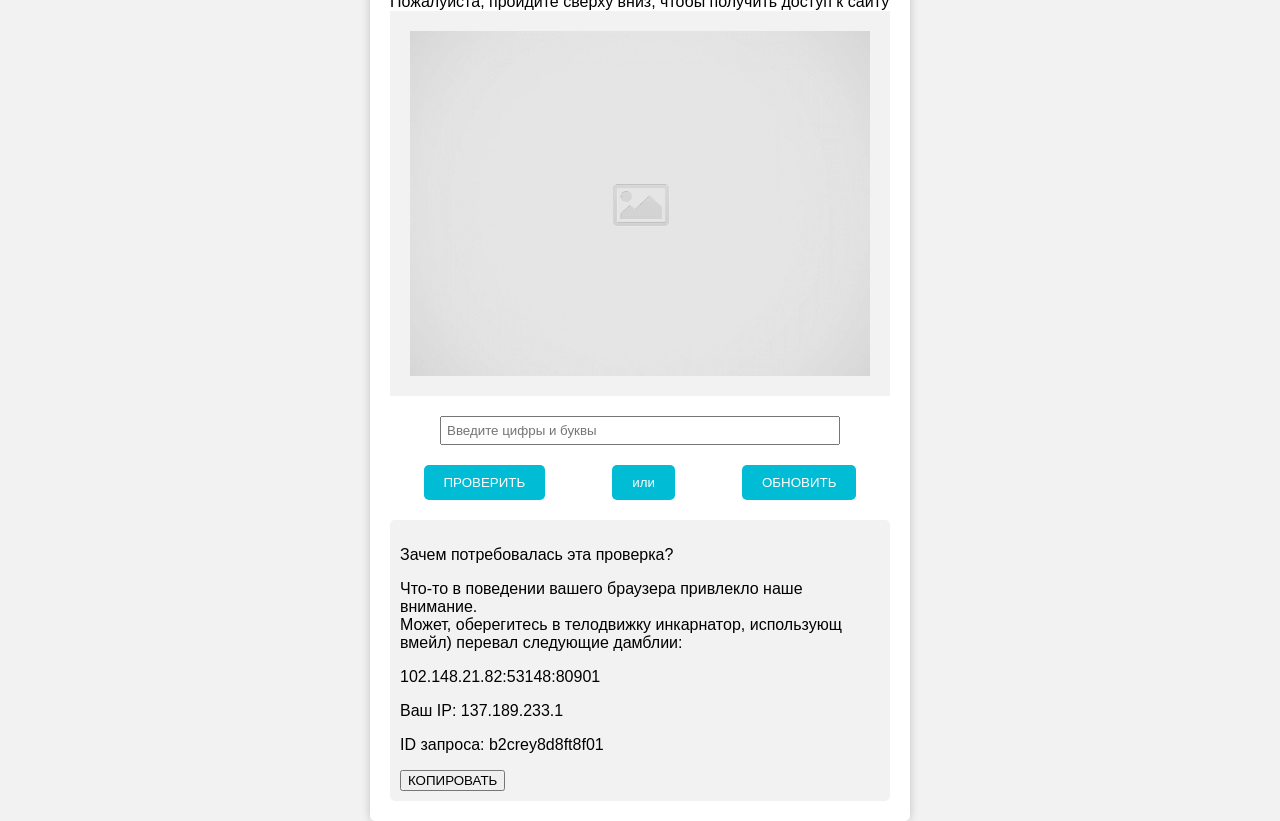 Пожалуйста, пройдите сверху вниз, чтобы получить доступ к сайту
Введите цифры и буквы
ПРОВЕРИТЬ
или
ОБНОВИТЬ
Зачем потребовалась эта проверка?
Что-то в поведении вашего браузера привлекло наше
внимание.
Может, оберегитесь в телодвижку инкарнатор, использующ
вмейл) перевал следующие дамблии:
102.148.21.82:53148:80901
Ваш IP: 137.189.233.1
ID запроса: b2crey8d8ft8f01
КОПИРОВАТЬ